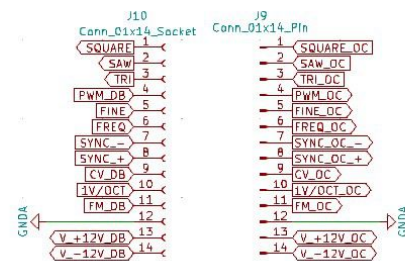 J10
Conn_01x14_Socket
SQUARE 1
SAW 2
TRI 3
PWM_DB 4
FINE 5
FREQ 6
SYNC_- 7
SYNC_+ 8
CV_DB 9
1V/OCT 10
FM_DB 11
GNDA 12
V_+12V_DB 13
V_-12V_DB 14
J9
Conn_01x14_Pin
1 SQUARE_OC
2 SAW_OC
3 TRI_OC
4 PWM_OC
5 FINE_OC
6 FREQ_OC
7 SYNC_OC_-
8 SYNC_OC_+
9 CV_OC
10 1V/OCT_OC
11 FM_OC
12 GNDA
13 V_+12V_OC
14 V_-12V_OC